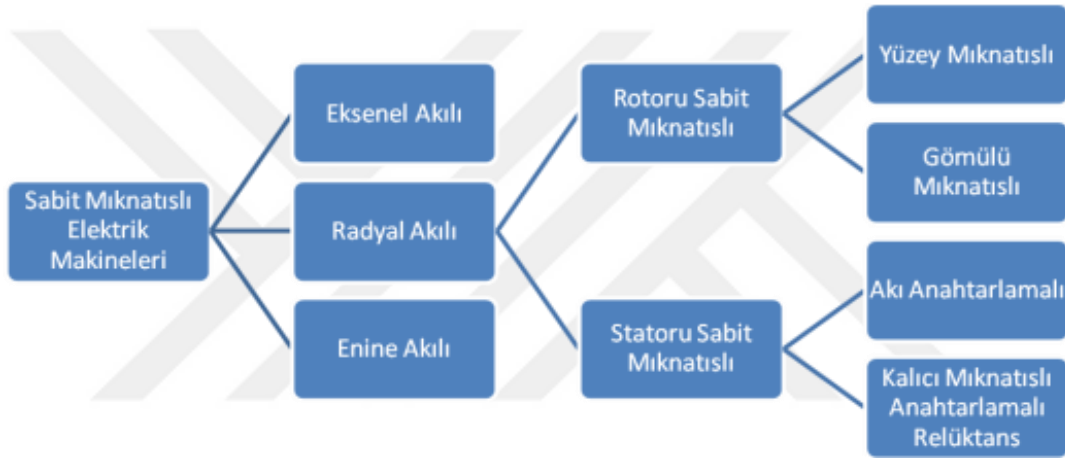 Sabit Mıknatıslı
Elektrik
Makineleri
Eksenel Akılı
Radyal Akılı
Enine Akılı
Rotoru Sabit
Mıknatıslı
Statoru Sabit
Mıknatıslı
Yüzey Mıknatıslı
Gömülü
Mıknatıslı
Akı Anahtarlamalı
Kalıcı Mıknatıslı
Anahtarlamalı
Relüktans